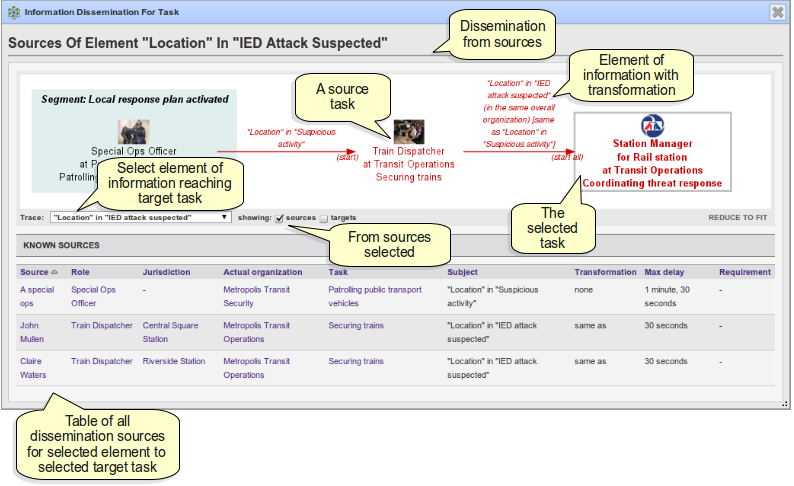 Information Dissemination For Task
Dissemination
from sources
Sources Of Element "Location" In "IED Attack Suspected"
Element of
information with
transformation
A source
task
"Location" in "IED
attack suspected"
(in the same overall
organization) [same
as "Location" in
"Suspicious activity"]
Segment: Local response plan activated
"Location" in "Suspicious
activity"
(start)
(start all)
Special Ops Officer
at P
Patrolling
Train Dispatcher
at Transit Operations
Securing trains
Station Manager
for Rail station
at Transit Operations
Coordinating threat response
Select element of
information reaching
target task
The
selected
task
Trace: "Location" in "IED attack suspected" showing: sources targets REDUCE TO FIT
From sources
selected
KNOWN SOURCES
Source Role Jurisdiction Actual organization Task Subject Transformation Max delay Requirement
A special Special Ops - Metropolis Transit Patrolling public transport "Location" in "Suspicious none 1 minute, 30 -
ops Officer Security vehicles activity" seconds
John Train Dispatcher Central Square Metropolis Transit Securing trains "Location" in "IED attack same as 30 seconds -
Mullen Station Operations suspected"
Claire Train Dispatcher Riverside Station Metropolis Transit Securing trains "Location" in "IED attack same as 30 seconds -
Waters Operations suspected"
Table of all
dissemination sources
for selected element to
selected target task